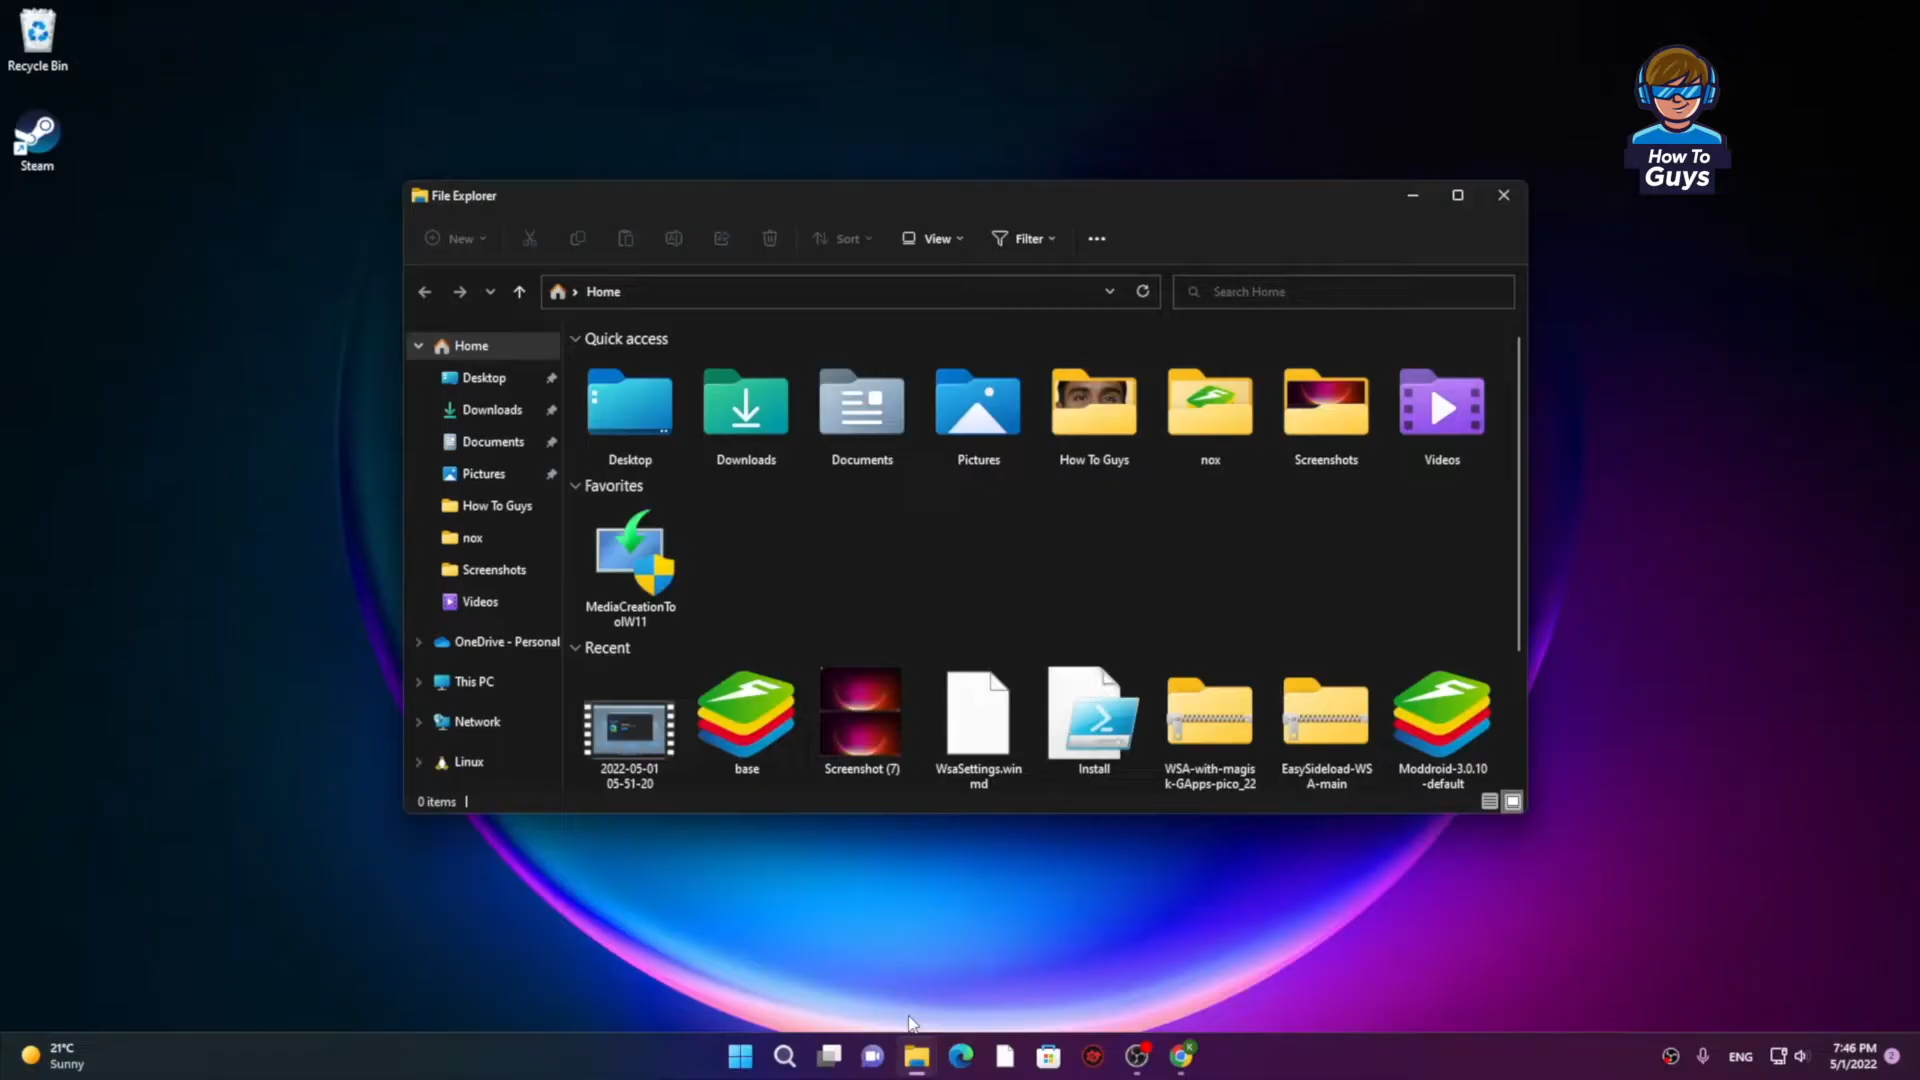 Recycle Bin
Steam
How To
Guys
File Explorer
New
Sort
View
Filter
Home
Search Home
Home
Desktop
Downloads
Documents
Pictures
How To Guys
nox
Screenshots
Videos
OneDrive - Personal
This PC
Network
Linux
Quick access
Desktop
Downloads
Documents
Pictures
How To Guys
nox
Screenshots
Videos
Favorites
MediaCreationTo
olW11
Recent
2022-05-01
05-51-20
base
Screenshot (7)
WsaSettings.win
md
Install
WSA-with-magis
k-GApps-pico_22
EasySideload-WS
A-main
Moddroid-3.0.10
-default
0 items
21°C
Sunny
K
ENG
7:46 PM
5/1/2022
2